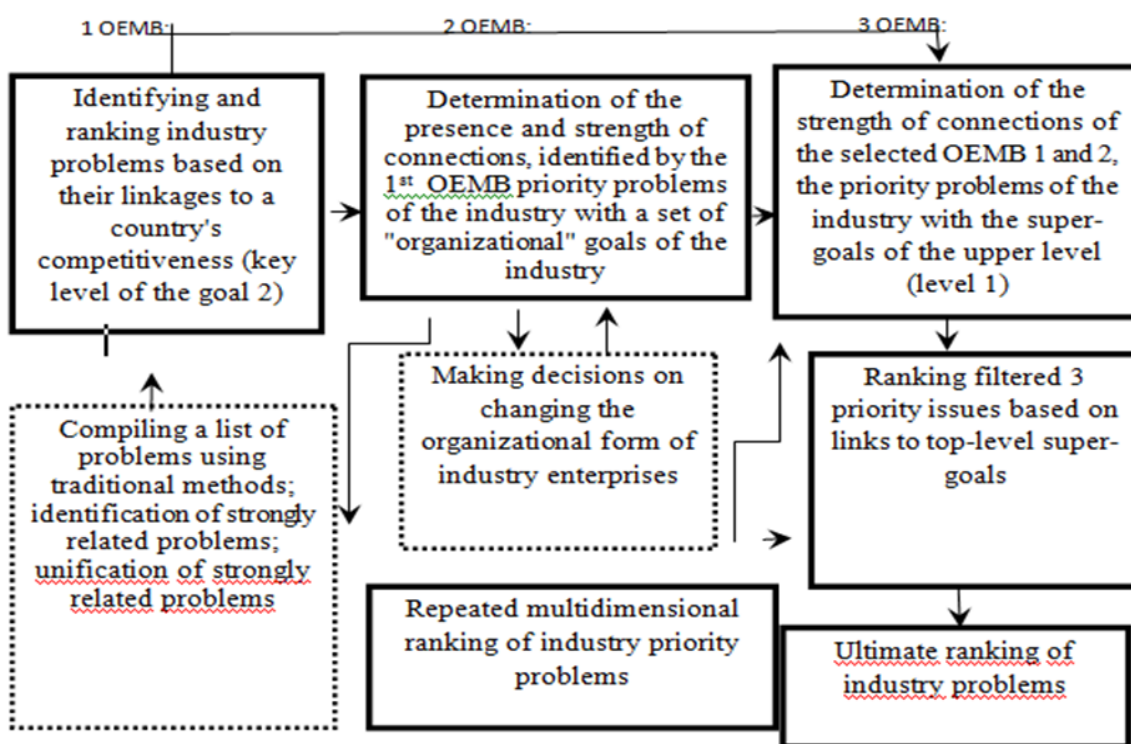 1 OEMB:
2 OEMB:
3 OEMB:
Identifying and
ranking industry
problems based on
their linkages to a
country's
competitiveness (key
level of the goal 2)
Determination of the
presence and strength of
connections, identified by the
1st OEMB priority problems
of the industry with a set of
"organizational" goals of the
industry
Determination of the
strength of connections of
the selected OEMB 1 and 2,
the priority problems of the
industry with the super-
goals of the upper level
(level 1)
Compiling a list of
problems using
traditional methods;
identification of strongly
related problems;
unification of strongly
related problems
Making decisions on
changing the
organizational form of
industry enterprises
Ranking filtered 3
priority issues based on
links to top-level super-
goals
Repeated multidimensional
ranking of industry priority
problems
Ultimate ranking of
industry problems